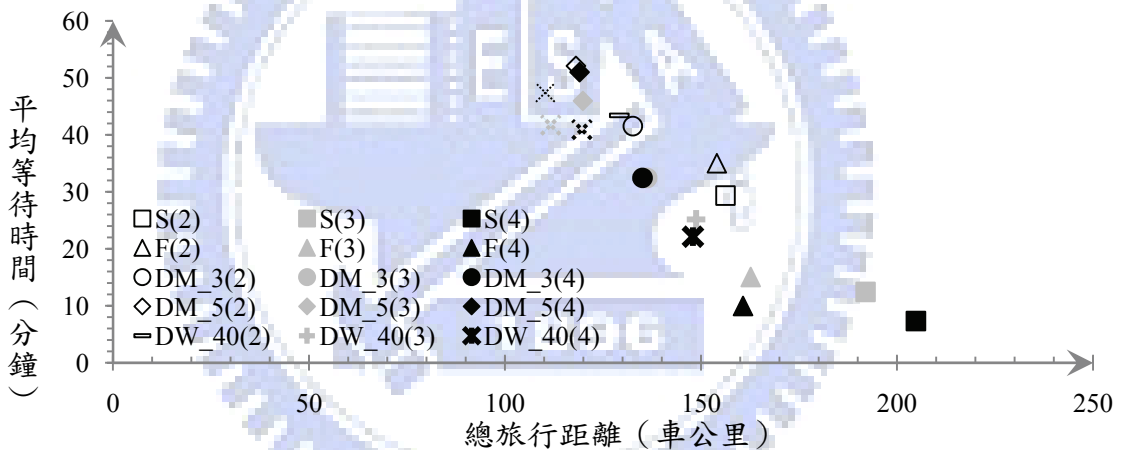 60
50
40
30
20
10
0
平均等待時間（分鐘）
S(2) S(3) S(4)
F(2) F(3) F(4)
DM_3(2) DM_3(3) DM_3(4)
DM_5(2) DM_5(3) DM_5(4)
DW_40(2) DW_40(3) DW_40(4)
0 50 100 150 200 250
總旅行距離（車公里）